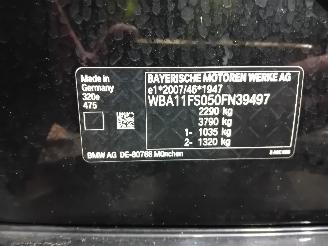 Made in
Germany
320e
475
BAYERISCHE MOTOREN WERKE AG
e1*2007/46*1947
WBA11FS050FN39497
2290 kg
3790 kg
1- 1035 kg
2- 1320 kg
BMW AG DE-80788 München